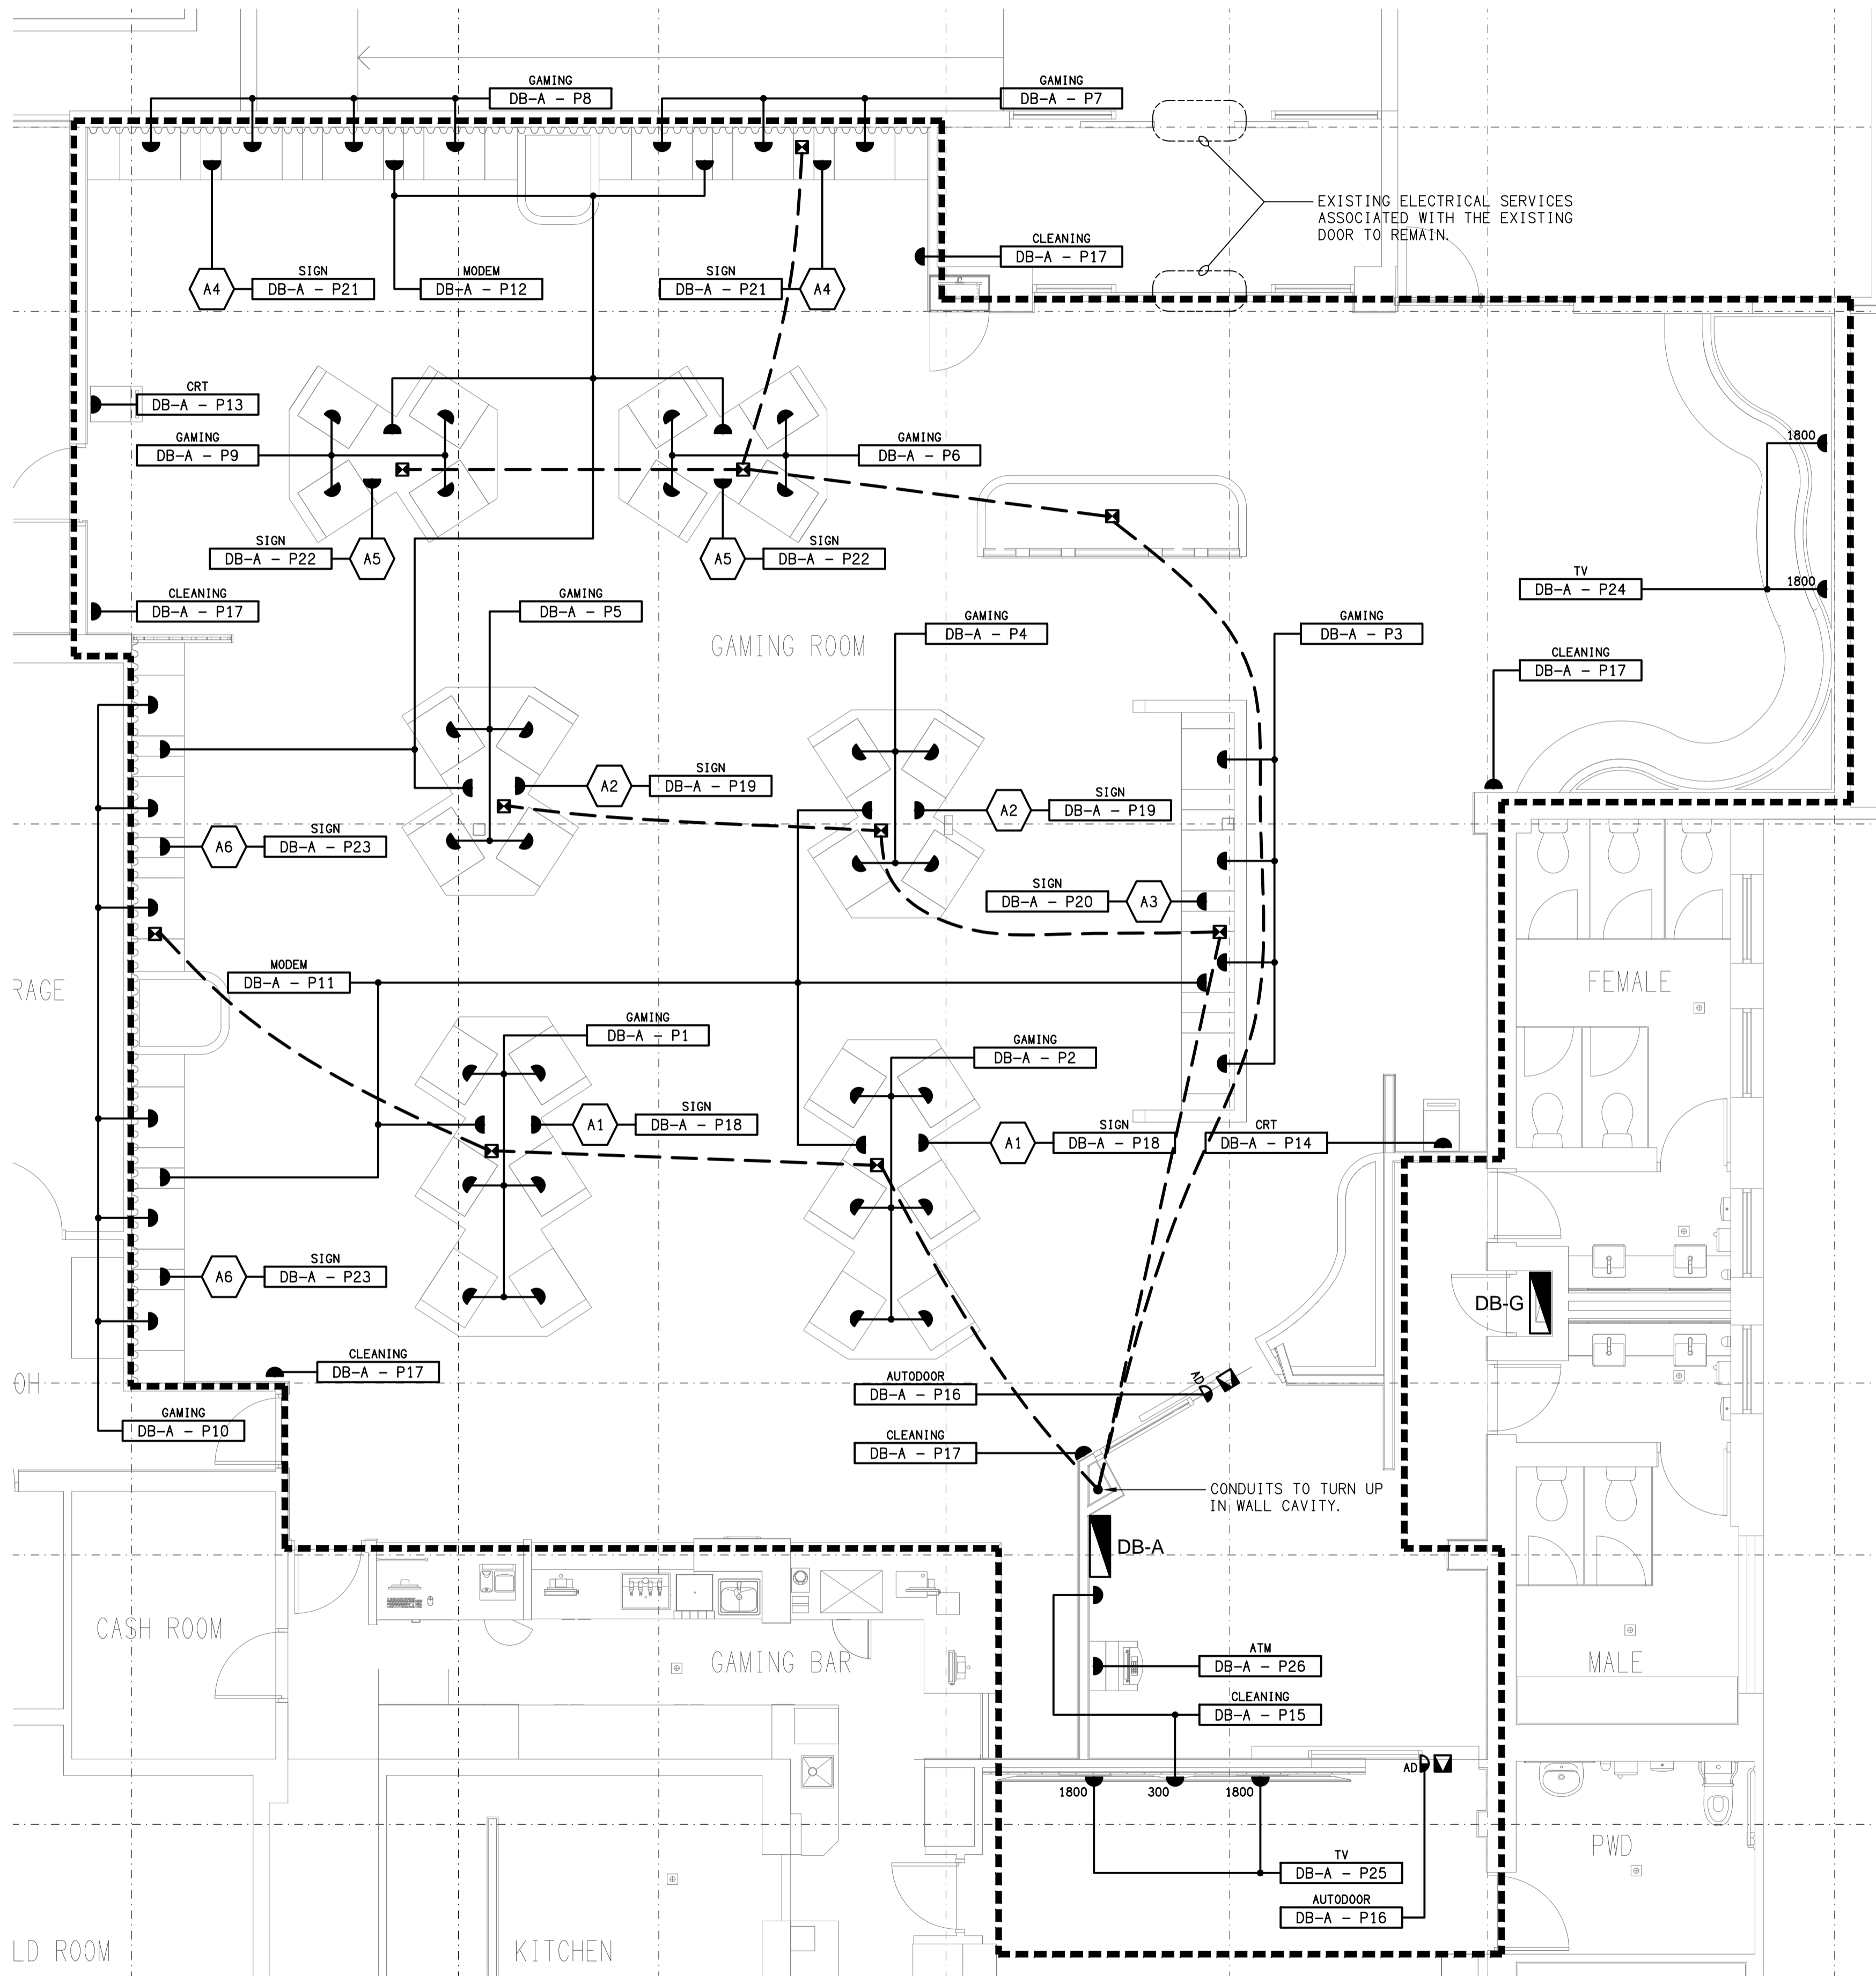 GAMING
DB-A - P8
GAMING
DB-A - P7
EXISTING ELECTRICAL SERVICES
ASSOCIATED WITH THE EXISTING
DOOR TO REMAIN.
CLEANING
DB-A - P17
A4
SIGN
DB-A - P21
MODEM
DB-A - P12
SIGN
DB-A - P21
A4
CRT
DB-A - P13
GAMING
DB-A - P9
GAMING
DB-A - P6
1800
SIGN
DB-A - P22
A5
A5
SIGN
DB-A - P22
TV
DB-A - P24
1800
CLEANING
DB-A - P17
GAMING
DB-A - P5
GAMING ROOM
GAMING
DB-A - P4
GAMING
DB-A - P3
CLEANING
DB-A - P17
A2
SIGN
DB-A - P19
A2
SIGN
DB-A - P19
A6
SIGN
DB-A - P23
SIGN
DB-A - P20
A3
RAGE
MODEM
DB-A - P11
FEMALE
GAMING
DB-A - P1
GAMING
DB-A - P2
A1
SIGN
DB-A - P18
A1
SIGN
DB-A - P18
CRT
DB-A - P14
A6
SIGN
DB-A - P23
DB-G
CLEANING
DB-A - P17
OH
AUTODOOR
DB-A - P16
AD
GAMING
DB-A - P10
CLEANING
DB-A - P17
CONDUITS TO TURN UP
IN WALL CAVITY.
DB-A
CASH ROOM
GAMING BAR
ATM
DB-A - P26
MALE
CLEANING
DB-A - P15
AD
1800
300
1800
PWD
TV
DB-A - P25
AUTODOOR
DB-A - P16
LD ROOM
KITCHEN